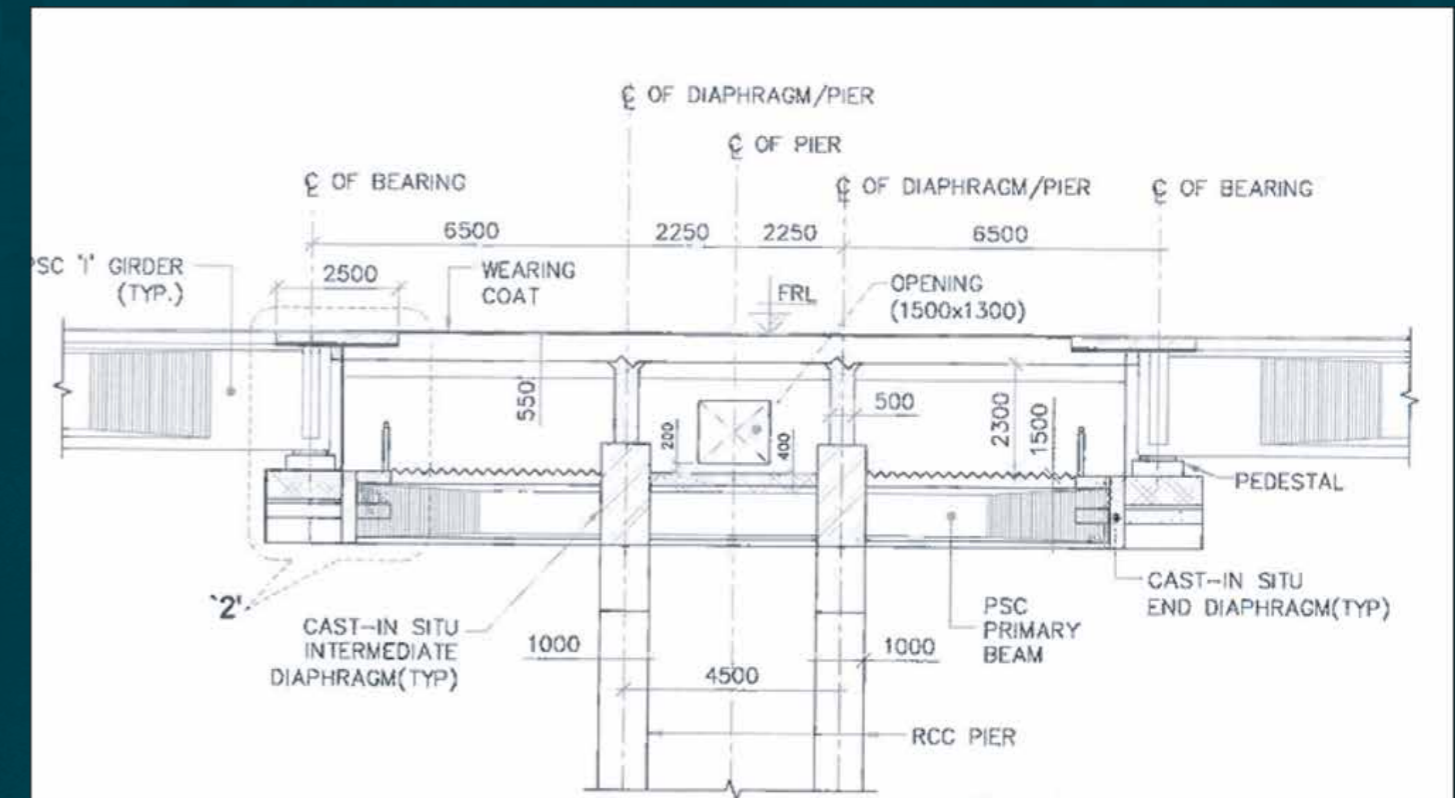 ℄ OF DIAPHRAGM/PIER
℄ OF PIER
℄ OF BEARING
℄ OF DIAPHRAGM/PIER
℄ OF BEARING
6500
2250
2250
6500
PSC 'I' GIRDER
(TYP.)
2500
WEARING
COAT
FRL
OPENING
(1500x1300)
550
200
400
500
2300
1500
PEDESTAL
'2'
CAST-IN SITU
INTERMEDIATE
DIAPHRAGM(TYP)
1000
4500
1000
PSC
PRIMARY
BEAM
CAST-IN SITU
END DIAPHRAGM(TYP)
RCC PIER